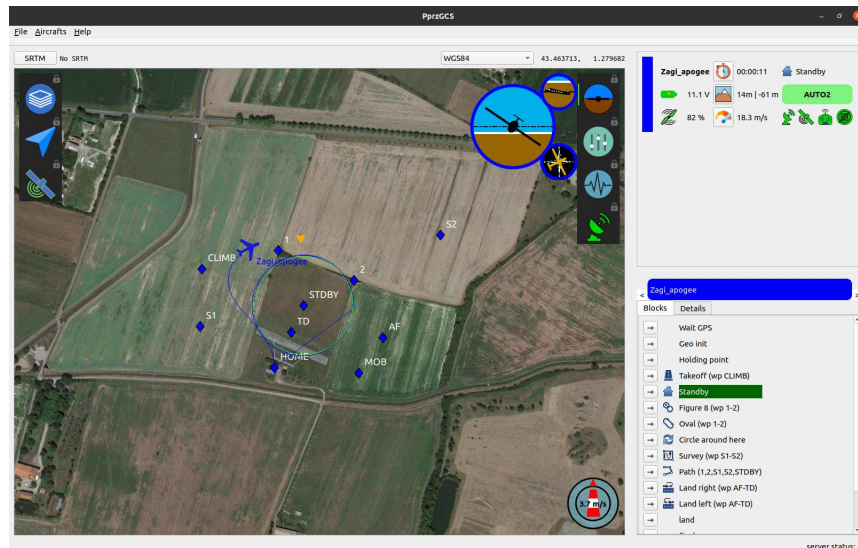 PprzGCS
File Aircrafts Help
SRTM No SRTM WGS84 43.463713, 1.279682
Zagi_apogee 00:00:11 Standby
11.1 V 14m | -61 m AUTO2
82 % 18.3 m/s
S2
1
Zagi_apogee
CLIMB
2
STDBY
S1
TD
AF
HOME
MOB
3.7 m/s
< Zagi_apogee >
Blocks Details
→ Wait GPS
→ Geo init
→ Holding point
→ Takeoff (wp CLIMB)
→ Standby
→ Figure 8 (wp 1-2)
→ Oval (wp 1-2)
→ Circle around here
→ Survey (wp S1-S2)
→ Path (1,2,S1,S2,STDBY)
→ Land right (wp AF-TD)
→ Land left (wp AF-TD)
→ land
server status: